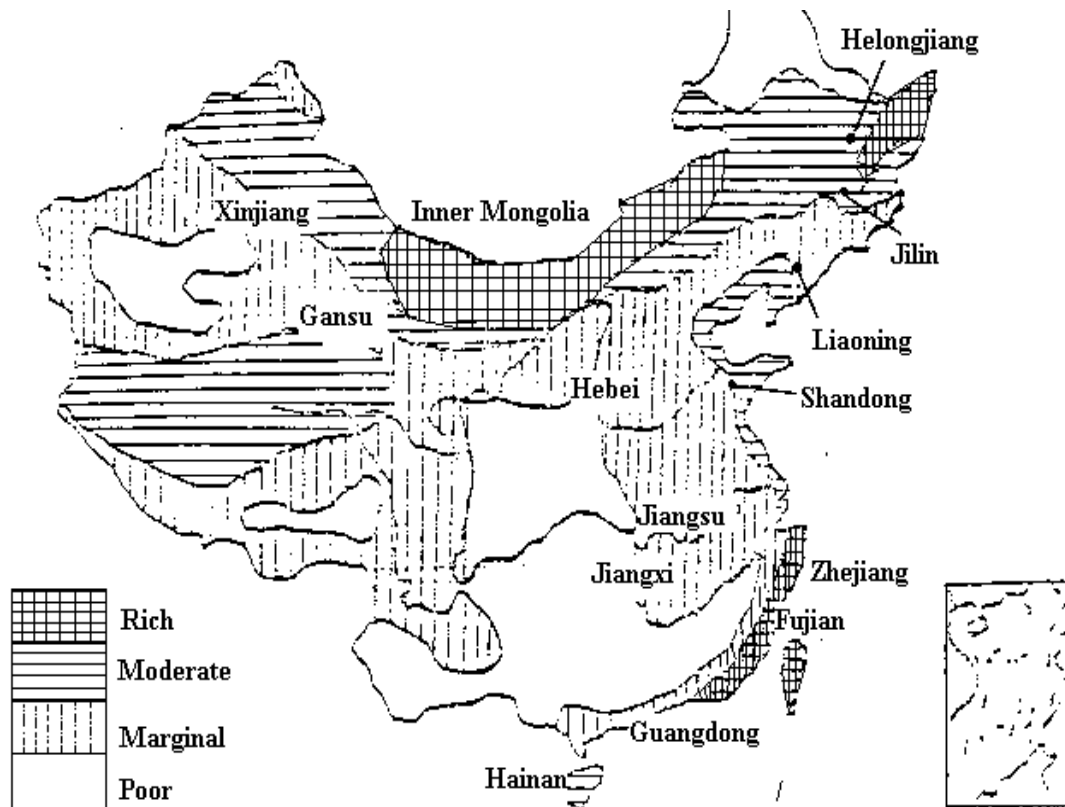 Helongjiang
Xinjiang
Inner Mongolia
Jilin
Gansu
Liaoning
Hebei
Shandong
Jiangsu
Jiangxi
Zhejiang
Fujian
Guangdong
Hainan
Rich
Moderate
Marginal
Poor